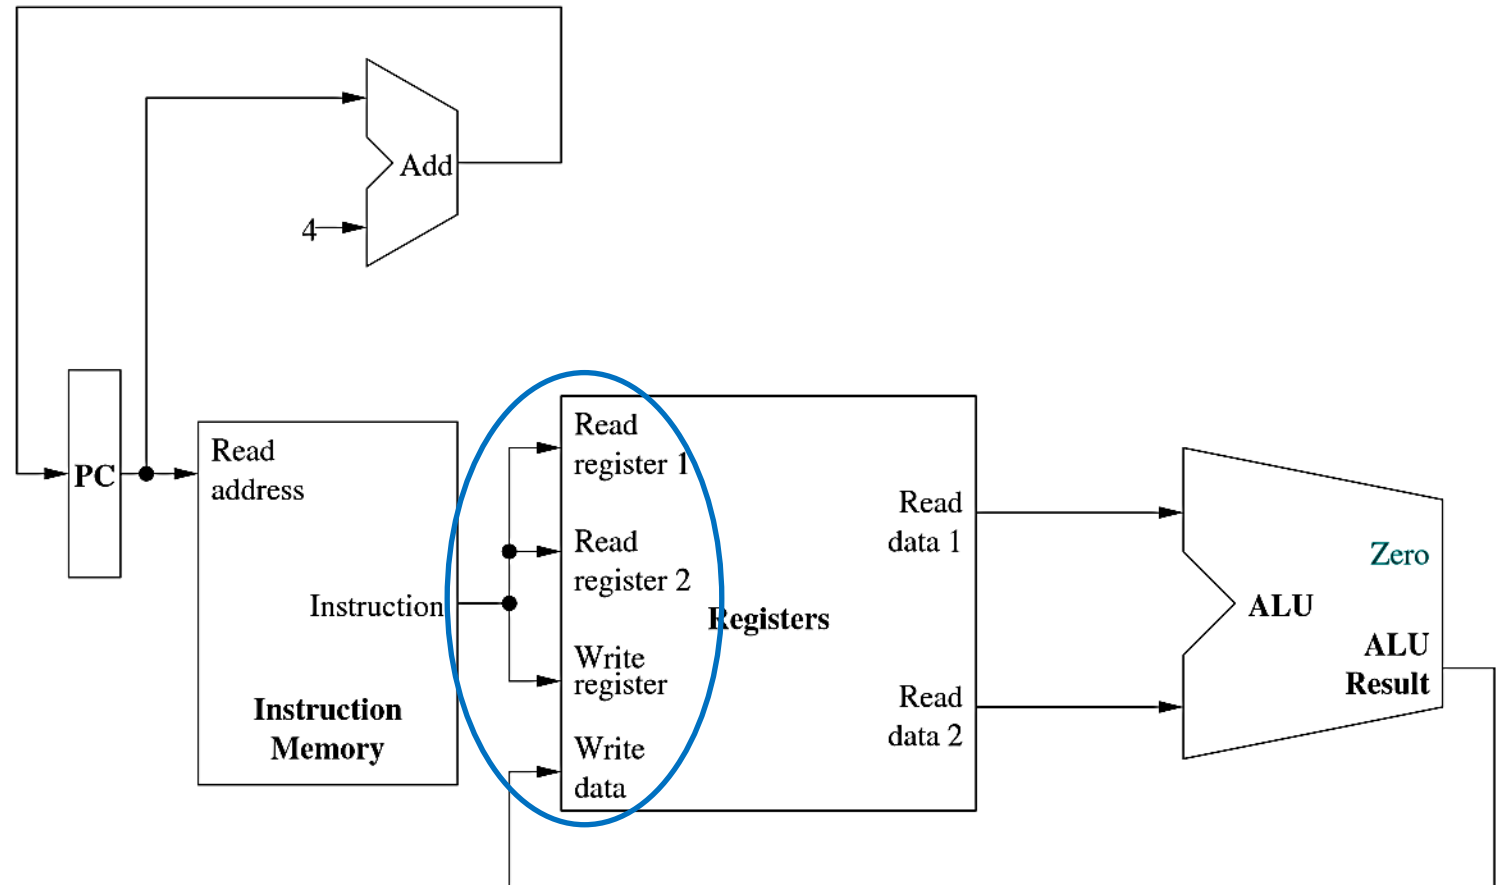 Add
4
PC
Read
address
Instruction
Instruction
Memory
Read
register 1
Read
register 2
Write
register
Write
data
Registers
Read
data 1
Read
data 2
Zero
ALU
ALU
Result